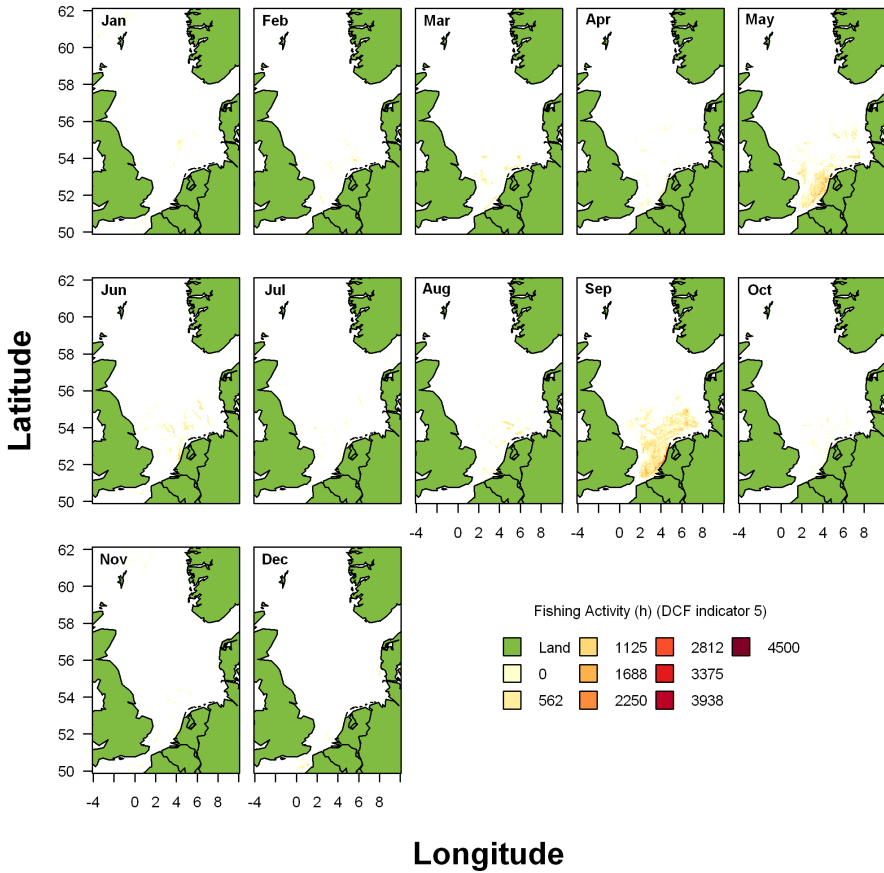 Jan Feb Mar Apr May
62
60
58
56
54
52
50
Jun Jul Aug Sep Oct
62
60
58
56
54
52
50
-4 0 2 4 6 8 -4 0 2 4 6 8 -4 0 2 4 6 8
Nov Dec
62
60
58
56
54
52
50
-4 0 2 4 6 8 -4 0 2 4 6 8
Latitude
Fishing Activity (h) (DCF indicator 5)
Land 1125 2812 4500
0 1688 3375
562 2250 3938
Longitude